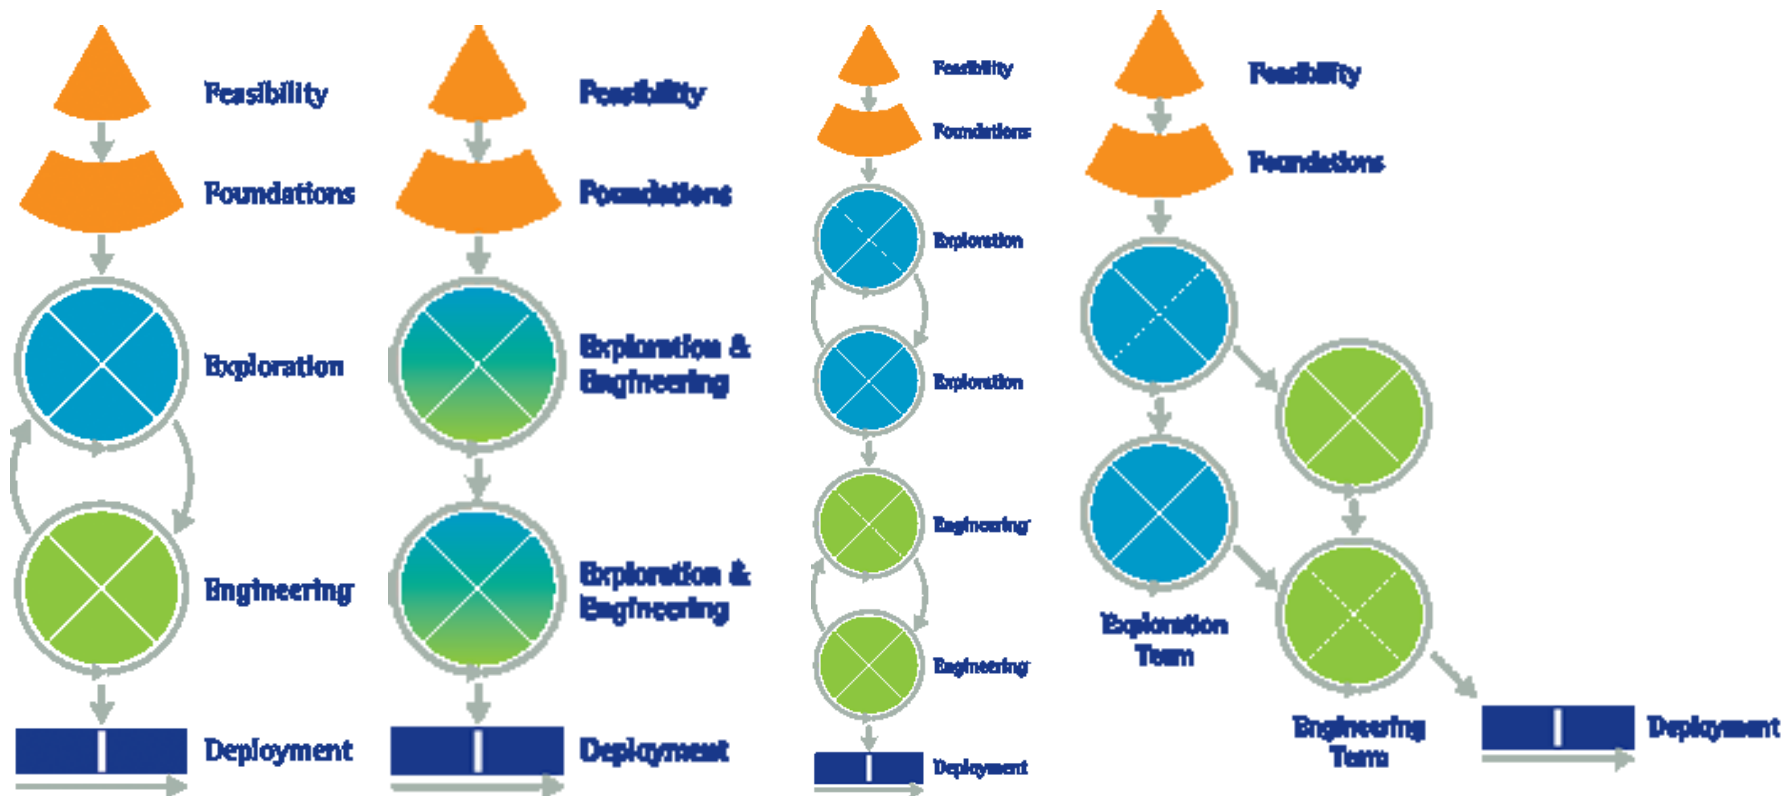 Feasibility
Foundations
Exploration
Engineering
Deployment
Feasibility
Foundations
Exploration &
Engineering
Exploration &
Engineering
Deployment
Feasibility
Foundations
Exploration
Exploration
Engineering
Engineering
Deployment
Feasibility
Foundations
Exploration
Team
Engineering
Team
Deployment